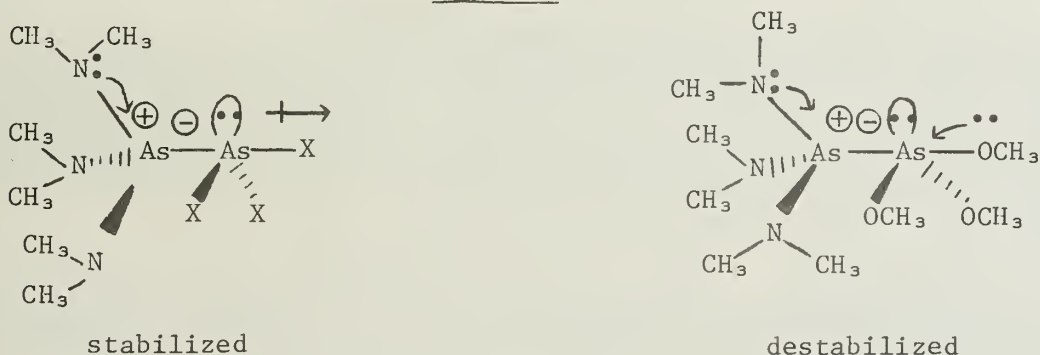 CH₃ CH₃ CH₃
N: CH₃ N:
⊕ ⊖ •• ⊕ ⊖ •• ••
CH₃ CH₃
N As As X N As As OCH₃
CH₃ X X CH₃ OCH₃ OCH₃
CH₃ N N
CH₃ CH₃ CH₃
stabilized destabilized